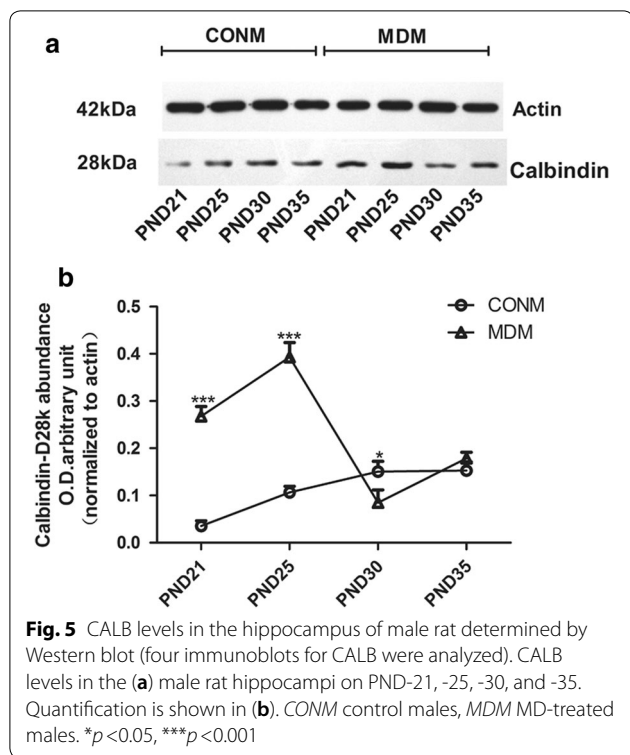 a
CONM MDM
42kDa Actin
28kDa Calbindin
PND21 PND25 PND30 PND35 PND21 PND25 PND30 PND35
b
Calbindin-D28k abundance
O.D.arbitrary unit
(normalized to actin)
0.5
0.4
0.3
0.2
0.1
0.0
CONM
MDM
***
***
*
PND21 PND25 PND30 PND35
Fig. 5 CALB levels in the hippocampus of male rat determined by
Western blot (four immunoblots for CALB were analyzed). CALB
levels in the (a) male rat hippocampi on PND-21, -25, -30, and -35.
Quantification is shown in (b). CONM control males, MDM MD-treated
males. *p < 0.05, ***p < 0.001